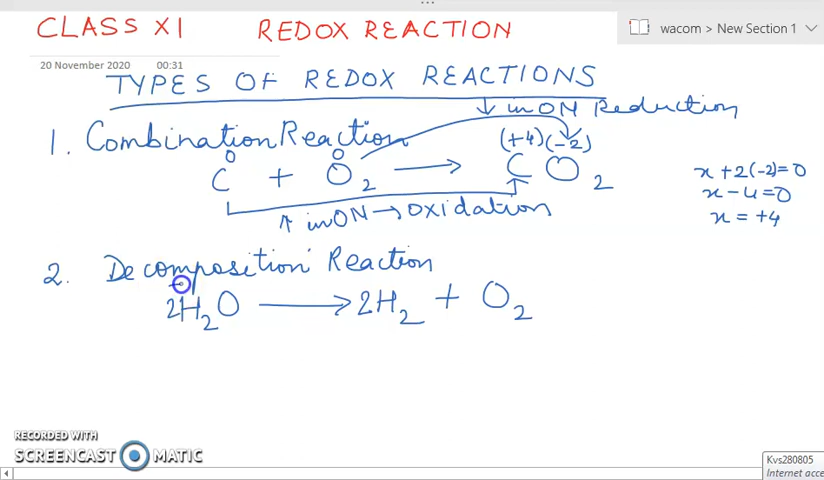 CLASS XI REDOX REACTION
wacom > New Section 1
20 November 2020 00:31
TYPES OF REDOX REACTIONS
↓ in ON Reduction
1. Combination Reaction
(+4)(-2)
0 0
C + O2 → CO2
x+2(-2)=0
x-4=0
x = +4
↑ in ON → Oxidation
2. Decomposition Reaction
2H2O → 2H2 + O2
RECORDED WITH
SCREENCAST MATIC
Kvs280805
Internet acce